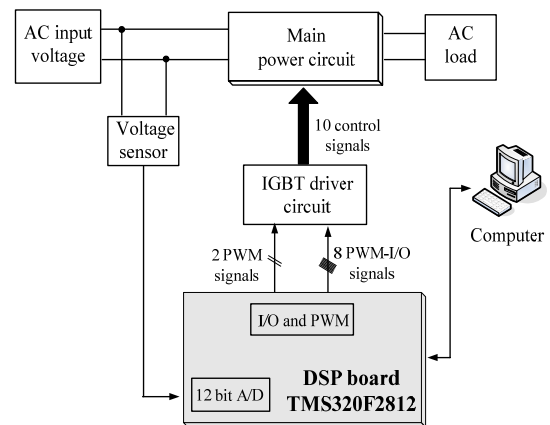 AC input
voltage
Main
power circuit
AC
load
Voltage
sensor
10 control
signals
IGBT driver
circuit
Computer
2 PWM
signals
8 PWM-I/O
signals
I/O and PWM
DSP board
TMS320F2812
12 bit A/D